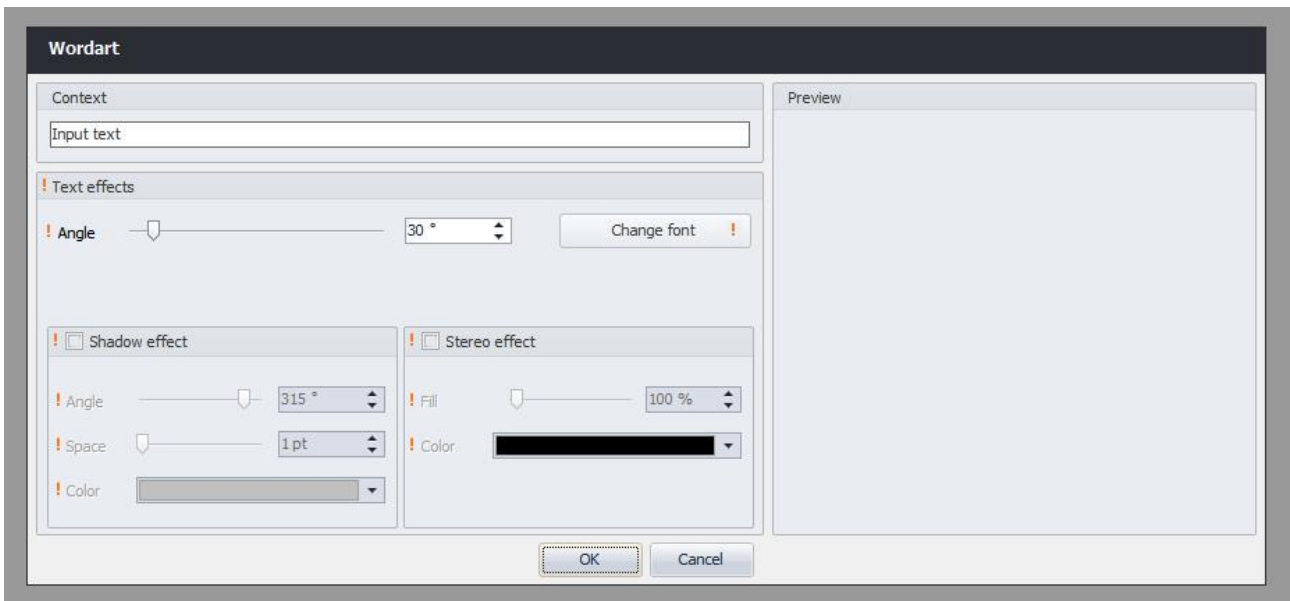 Wordart
Context
Preview
Input text
! Text effects
! Angle
30 °
Change font !
! Shadow effect
! Stereo effect
! Angle
315 °
! Fill
100 %
! Space
1 pt
! Color
! Color
OK
Cancel